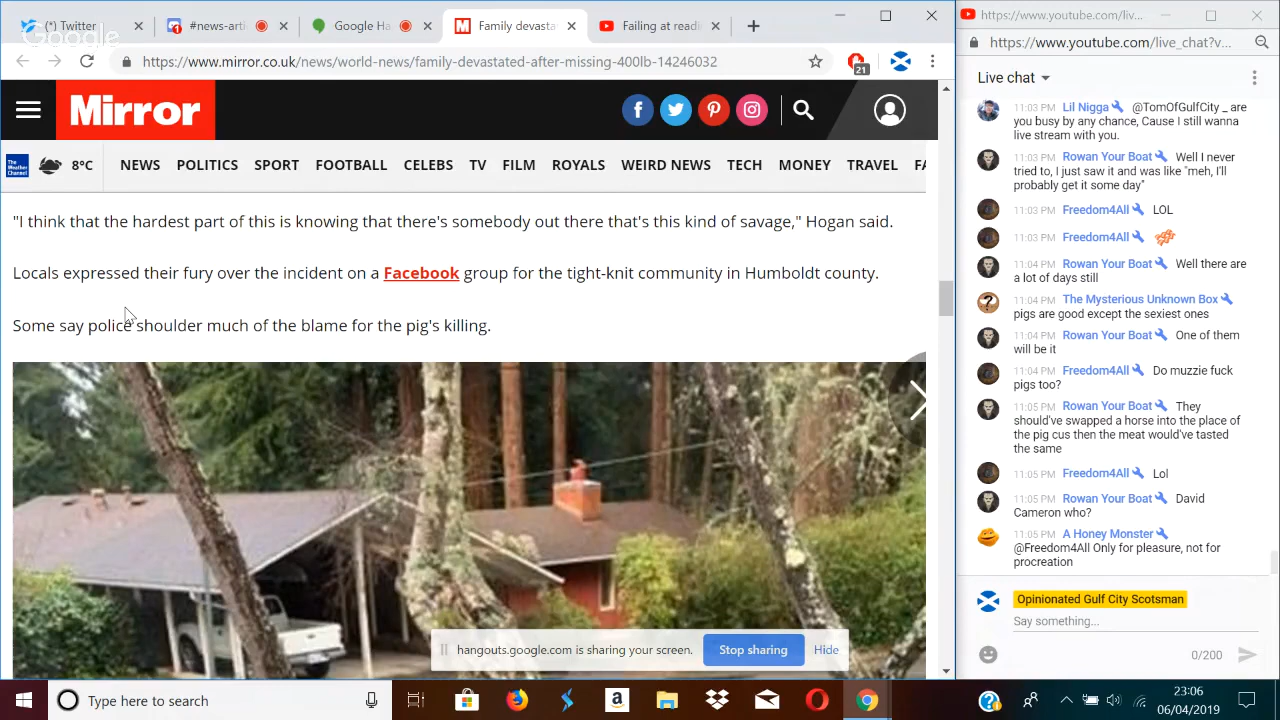 (*) Twitter
#news-arti
Google Ha
Family devasta
Failing at read
Google
https://www.youtube.com/liv...
https://www.mirror.co.uk/news/world-news/family-devastated-after-missing-400lb-14246032
21
https://www.youtube.com/live_chat?v...
Mirror
Live chat
The Weather Channel
8°C
NEWS POLITICS SPORT FOOTBALL CELEBS TV FILM ROYALS WEIRD NEWS TECH MONEY TRAVEL FA
"I think that the hardest part of this is knowing that there's somebody out there that's this kind of savage," Hogan said.
Locals expressed their fury over the incident on a Facebook group for the tight-knit community in Humboldt county.
Some say police shoulder much of the blame for the pig's killing.
hangouts.google.com is sharing your screen.
Stop sharing
Hide
11:03 PM Lil Nigga @TomOfGulfCity _ are
you busy by any chance, Cause I still wanna
live stream with you.
11:03 PM Rowan Your Boat Well I never
tried to, I just saw it and was like "meh, I'll
probably get it some day"
11:03 PM Freedom4All LOL
11:03 PM Freedom4All
11:04 PM Rowan Your Boat Well there are
a lot of days still
11:04 PM The Mysterious Unknown Box
pigs are good except the sexiest ones
11:04 PM Rowan Your Boat One of them
will be it
11:04 PM Freedom4All Do muzzie fuck
pigs too?
11:05 PM Rowan Your Boat They
should've swapped a horse into the place of
the pig cus then the meat would've tasted
the same
11:05 PM Freedom4All Lol
11:05 PM Rowan Your Boat David
Cameron who?
11:05 PM A Honey Monster
@Freedom4All Only for pleasure, not for
procreation
Opinionated Gulf City Scotsman
Say something...
0/200
Type here to search
23:06
06/04/2019